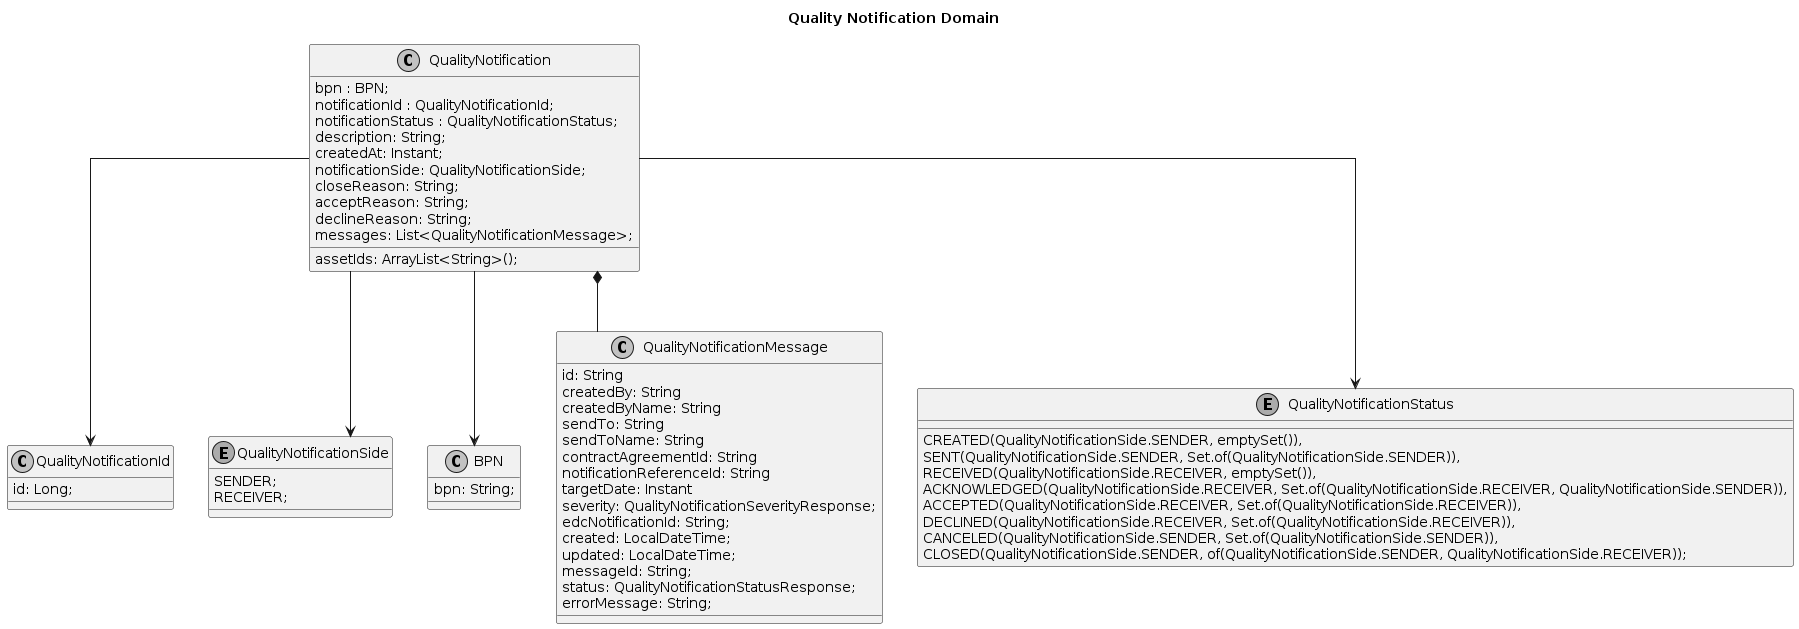 Quality Notification Domain
C QualityNotification
bpn : BPN;
notificationId : QualityNotificationId;
notificationStatus : QualityNotificationStatus;
description: String;
createdAt: Instant;
notificationSide: QualityNotificationSide;
closeReason: String;
acceptReason: String;
declineReason: String;
messages: List<QualityNotificationMessage>;
assetIds: ArrayList<String>();
C QualityNotificationId
id: Long;
E QualityNotificationSide
SENDER;
RECEIVER;
C BPN
bpn: String;
C QualityNotificationMessage
id: String
createdBy: String
createdByName: String
sendTo: String
sendToName: String
contractAgreementId: String
notificationReferenceId: String
targetDate: Instant
severity: QualityNotificationSeverityResponse;
edcNotificationId: String;
created: LocalDateTime;
updated: LocalDateTime;
messageId: String;
status: QualityNotificationStatusResponse;
errorMessage: String;
E QualityNotificationStatus
CREATED(QualityNotificationSide.SENDER, emptySet()),
SENT(QualityNotificationSide.SENDER, Set.of(QualityNotificationSide.SENDER)),
RECEIVED(QualityNotificationSide.RECEIVER, emptySet()),
ACKNOWLEDGED(QualityNotificationSide.RECEIVER, Set.of(QualityNotificationSide.RECEIVER, QualityNotificationSide.SENDER)),
ACCEPTED(QualityNotificationSide.RECEIVER, Set.of(QualityNotificationSide.RECEIVER)),
DECLINED(QualityNotificationSide.RECEIVER, Set.of(QualityNotificationSide.RECEIVER)),
CANCELED(QualityNotificationSide.SENDER, Set.of(QualityNotificationSide.SENDER)),
CLOSED(QualityNotificationSide.SENDER, of(QualityNotificationSide.SENDER, QualityNotificationSide.RECEIVER));